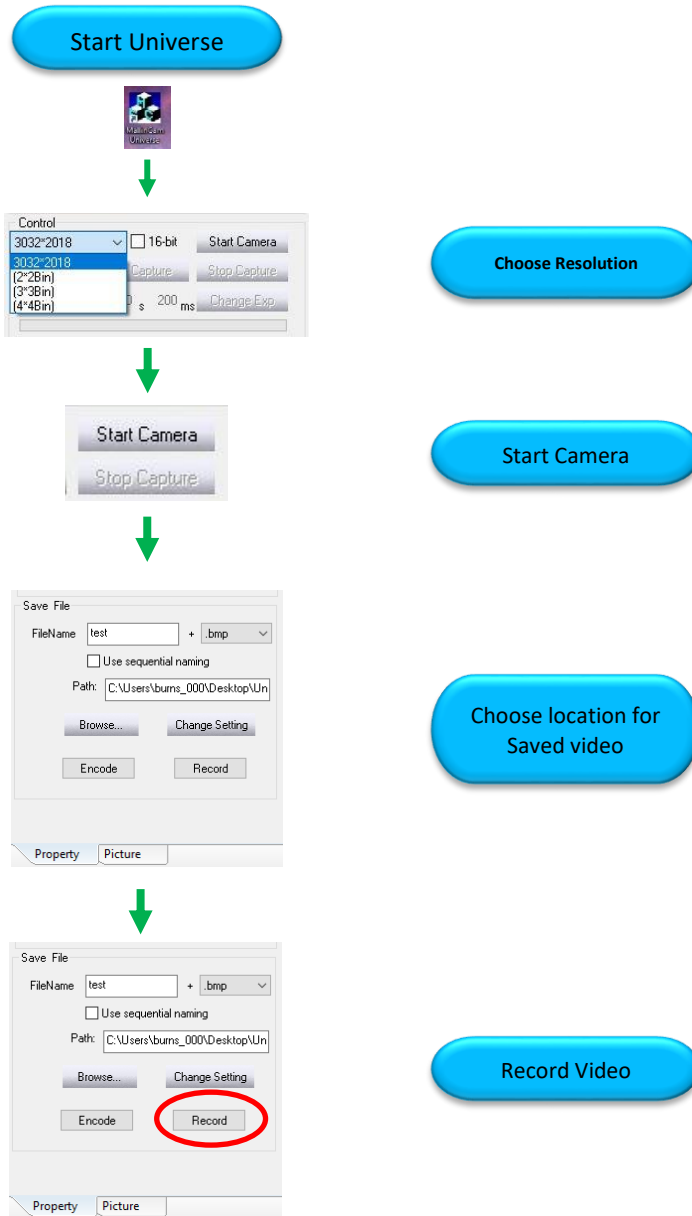 Start Universe
MallinCam
Universe
Control
3032*2018 16-bit Start Camera
3032*2018
(2*2Bin) Capture Stop Capture
(3*3Bin)
(4*4Bin) s 200 ms Change Exp
Choose Resolution
Start Camera
Stop Capture
Start Camera
Save File
FileName test + .bmp
Use sequential naming
Path: C:\Users\burns_000\Desktop\Un
Browse... Change Setting
Encode Record
Property Picture
Choose location for
Saved video
Save File
FileName test + .bmp
Use sequential naming
Path: C:\Users\burns_000\Desktop\Un
Browse... Change Setting
Encode Record
Property Picture
Record Video